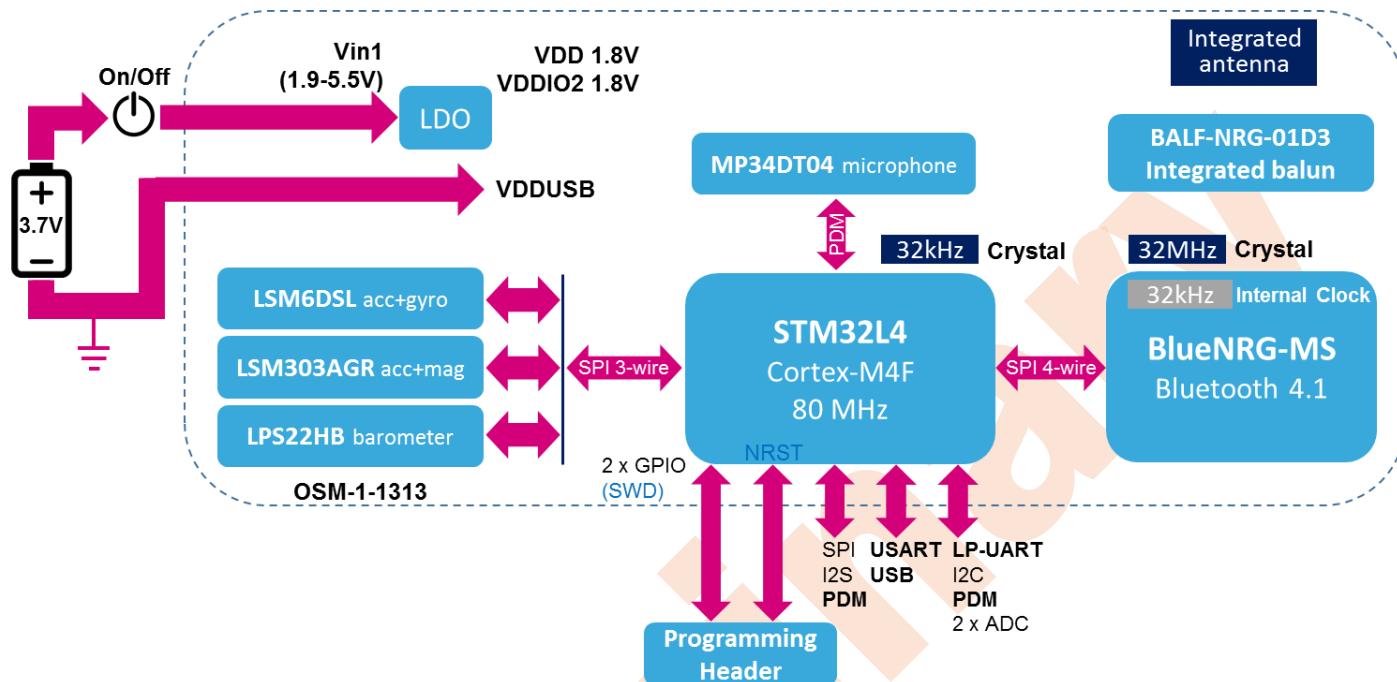 Integrated
antenna
Vin1
(1.9-5.5V)
VDD 1.8V
VDDIO2 1.8V
On/Off
LDO
BALF-NRG-01D3
Integrated balun
MP34DT04 microphone
+
3.7V
−
VDDUSB
PDM
32kHz Crystal
32MHz Crystal
32kHz Internal Clock
LSM6DSL acc+gyro
LSM303AGR acc+mag
LPS22HB barometer
SPI 3-wire
STM32L4
Cortex-M4F
80 MHz
SPI 4-wire
BlueNRG-MS
Bluetooth 4.1
NRST
2 x GPIO
(SWD)
OSM-1-1313
SPI
I2S
PDM
USART
USB
LP-UART
I2C
PDM
2 x ADC
Programming
Header
inary